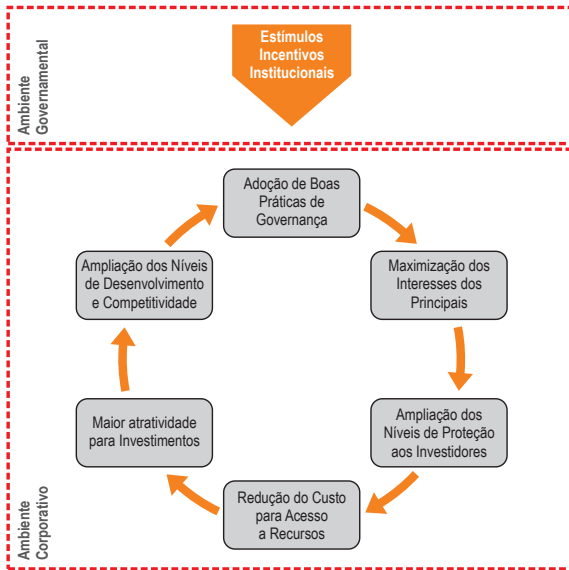 Ambiente
Governamental
Estímulos
Incentivos
Institucionais
Ambiente
Corporativo
Adoção de Boas
Práticas de
Governança
Maximização dos
Interesses dos
Principais
Ampliação dos
Níveis de Proteção
aos Investidores
Redução do Custo
para Acesso
a Recursos
Maior atratividade
para Investimentos
Ampliação dos Níveis
de Desenvolvimento
e Competitividade